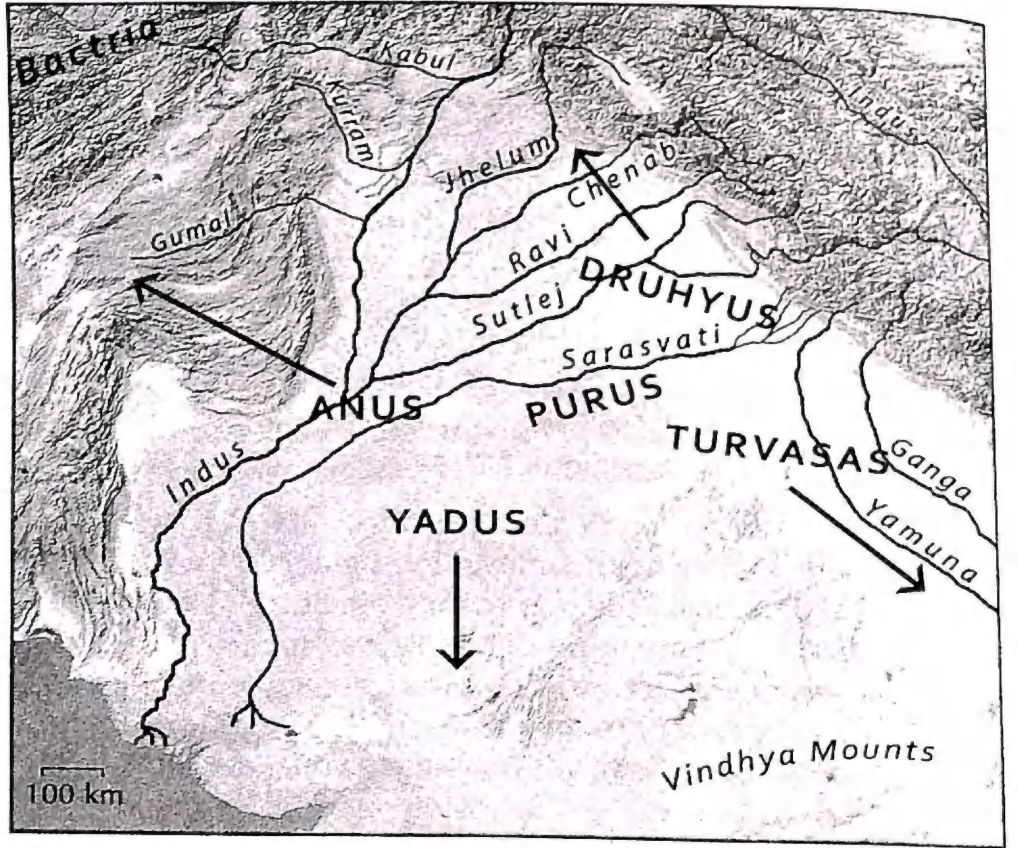 Bactria
Kabul
Kurram
Indus
Jhelum
Chenab
Gumal
Ravi
DRUHYUS
Sutlej
Sarasvati
ANUS
PURUS
TURVASAS
Ganga
Indus
YADUS
Yamuna
Vindhya Mounts
100 km